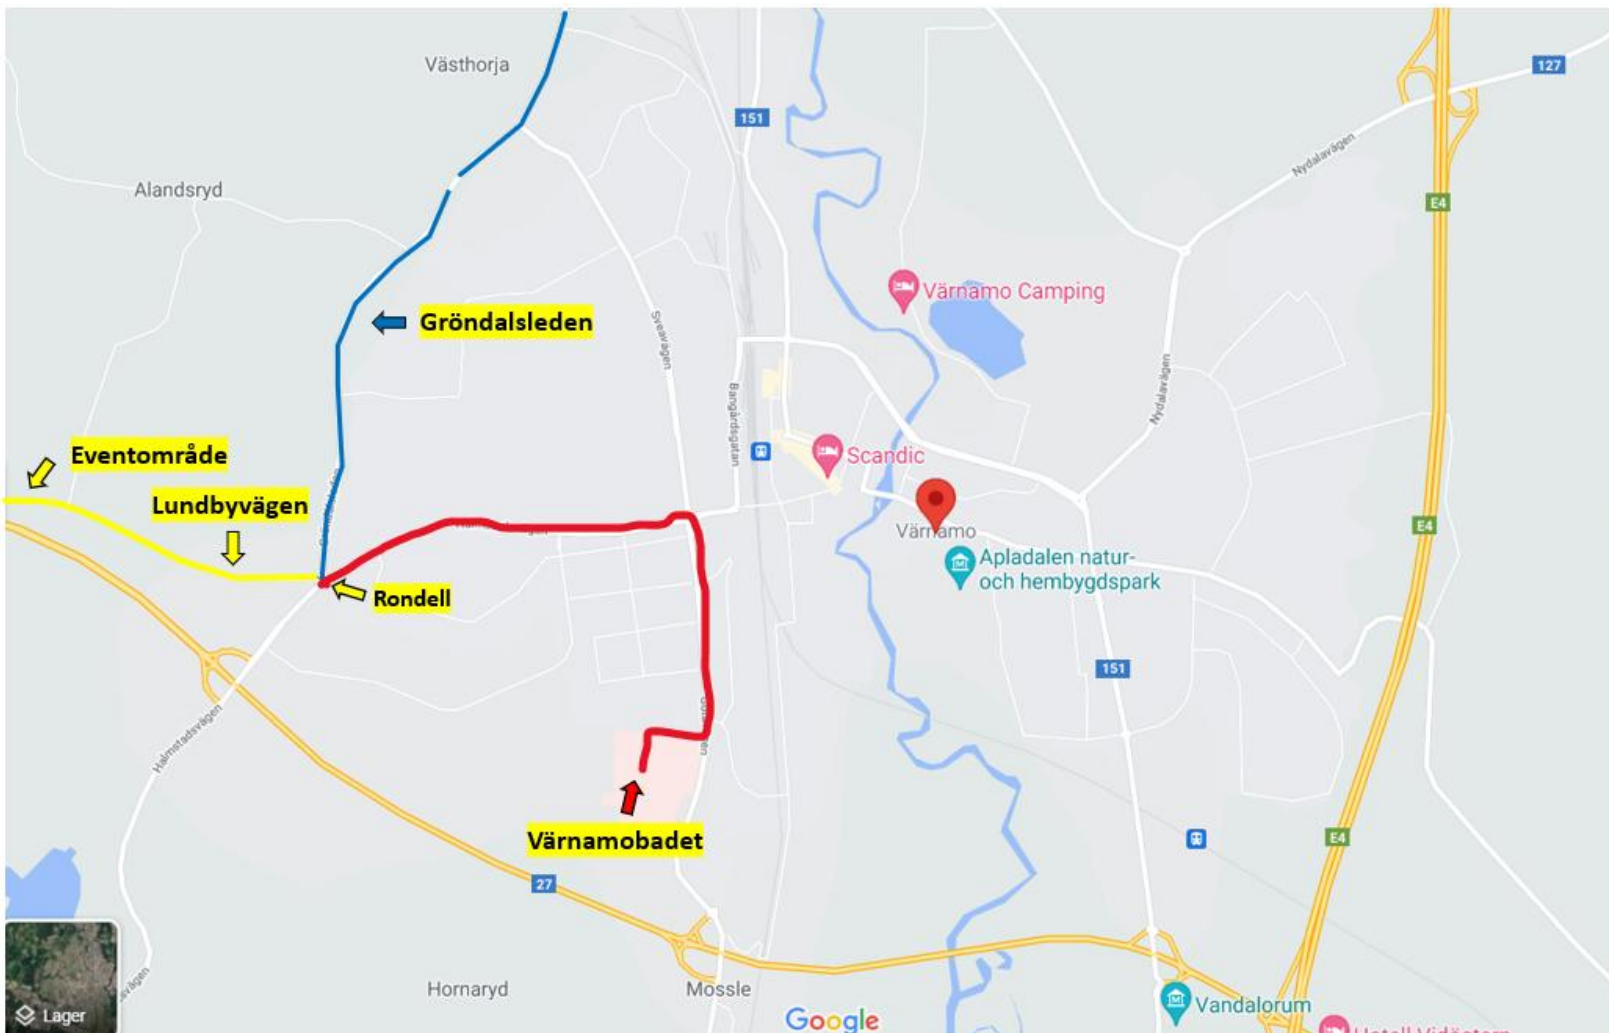 Västhorja
127
151
Nydalavägen
Alandsryd
E4
Värnamo Camping
Gröndalsleden
Sveavägen
Nydalavägen
Bangårdsgatan
Eventområde
Scandic
Lundbyvägen
Värnamo
E4
Apladalen natur-
och hembygdspark
Rondell
151
Halmstadsvägen
Värnamobadet
E4
27
Hornaryd
Mossle
Lager
Google
Vandalorum